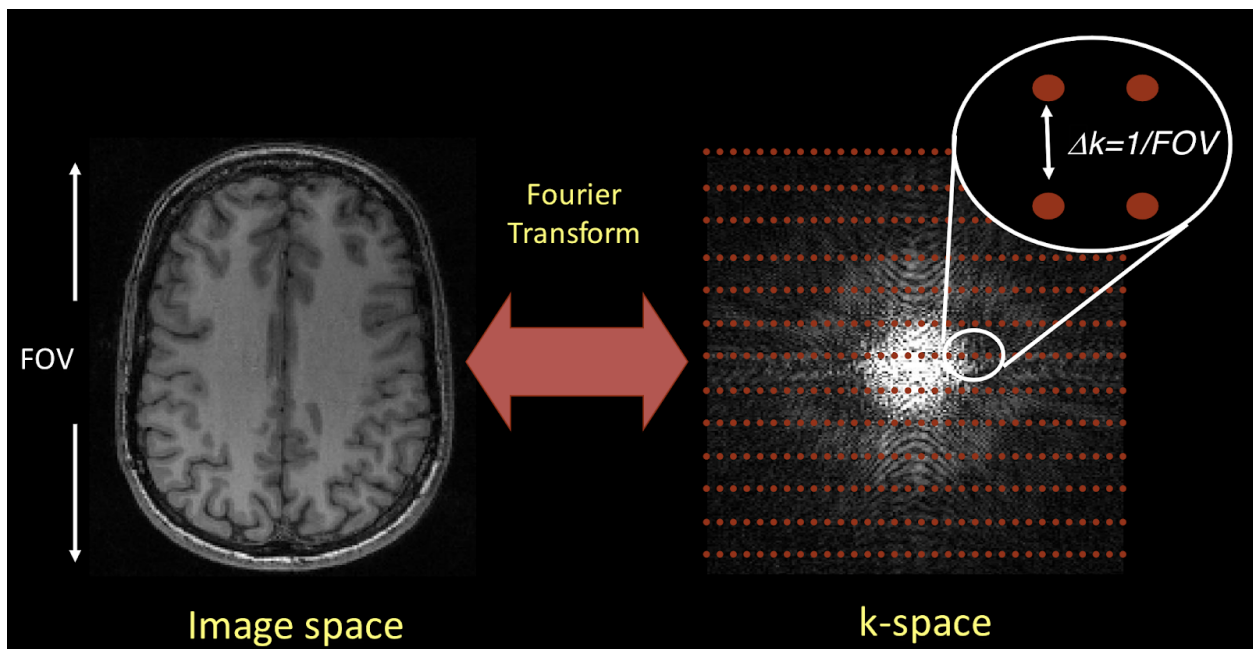 Δk=1/FOV
Fourier
Transform
FOV
Image space
k-space